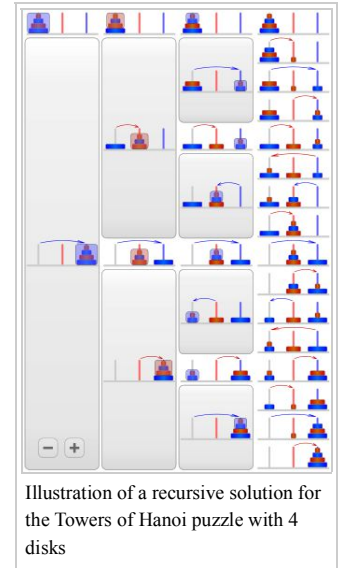 Illustration of a recursive solution for
the Towers of Hanoi puzzle with 4
disks